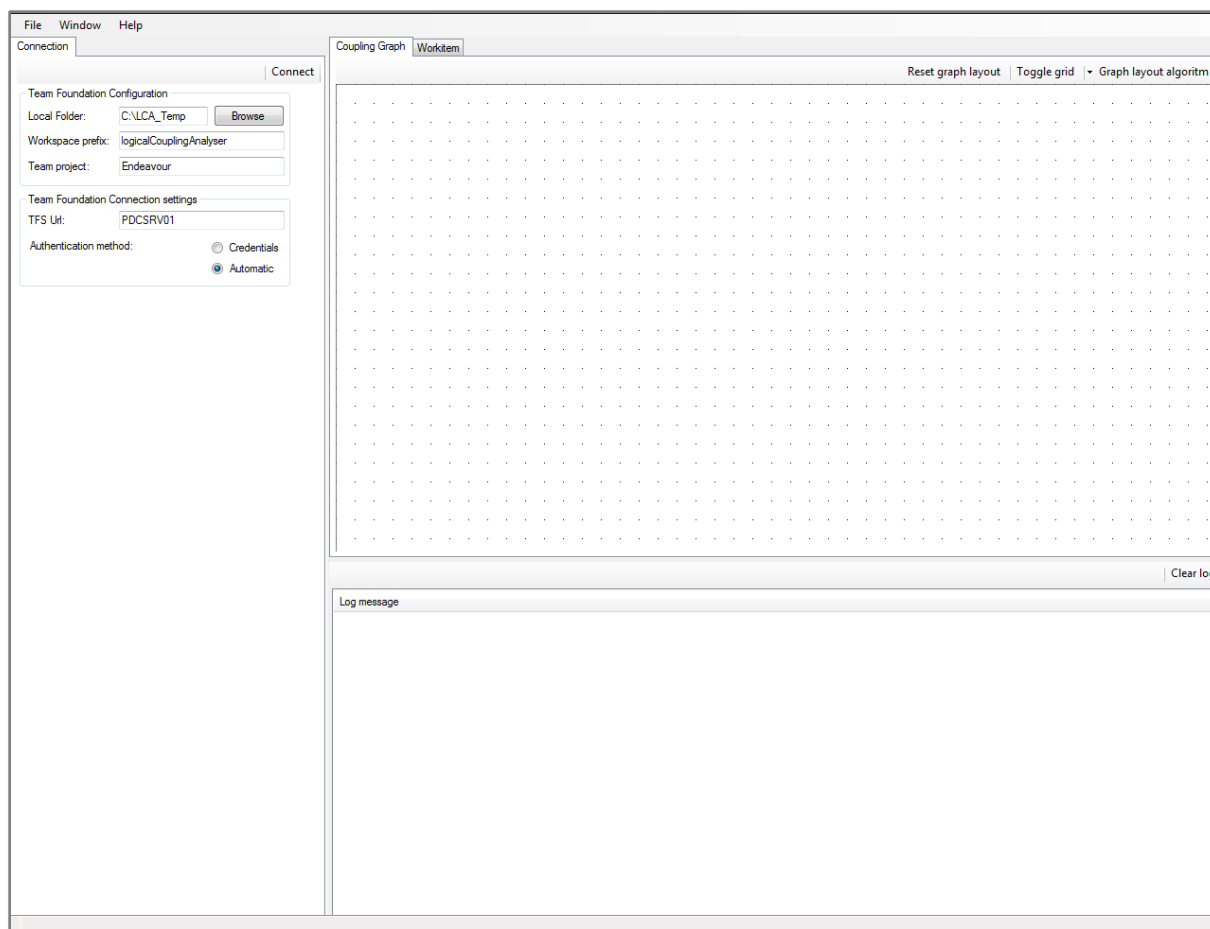 File Window Help
Connection
Connect
Team Foundation Configuration
Local Folder: C:\LCA_Temp Browse
Workspace prefix: logicalCouplingAnalyser
Team project: Endeavour
Team Foundation Connection settings
TFS Url: PDCSRV01
Authentication method: Credentials
Automatic
Coupling Graph Workitem
Reset graph layout Toggle grid Graph layout algoritm
Clear lo
Log message